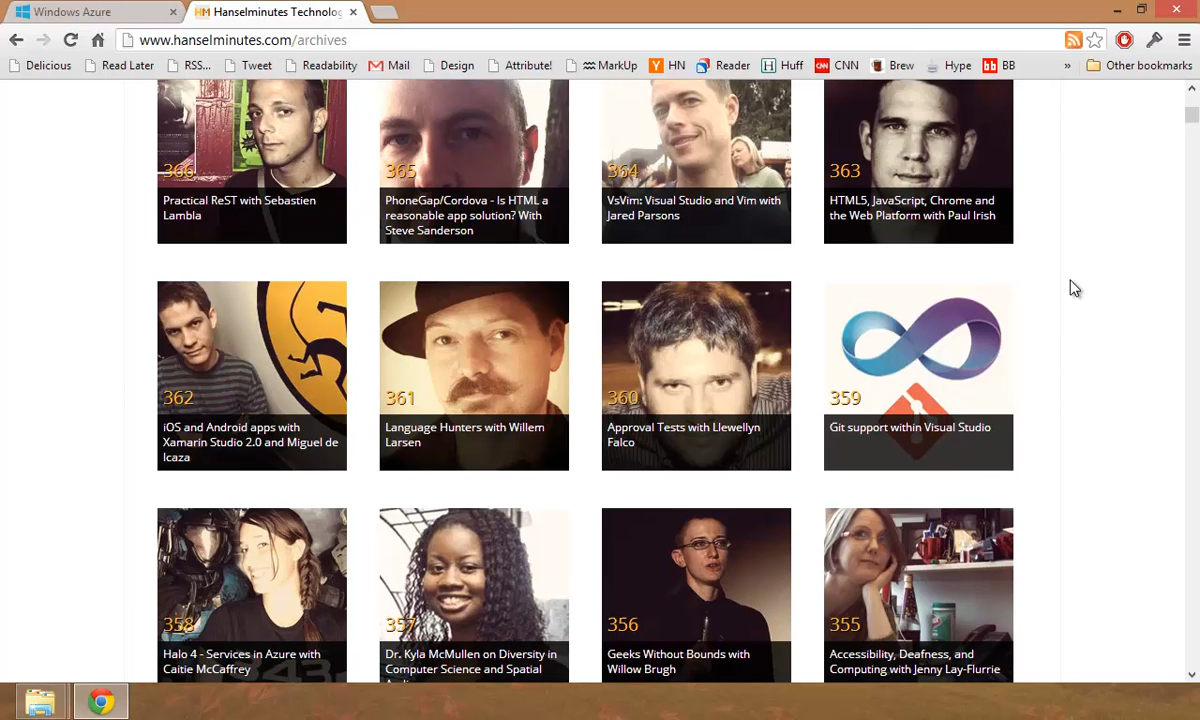 Windows Azure
Hanselminutes Technolog
www.hanselminutes.com/archives
Delicious Read Later RSS... Tweet Readability Mail Design Attribute! MarkUp HN Reader Huff CNN Brew Hype BB » Other bookmarks
366
Practical ReST with Sebastien
Lambla
365
PhoneGap/Cordova - Is HTML a
reasonable app solution? With
Steve Sanderson
364
VsVim: Visual Studio and Vim with
Jared Parsons
363
HTML5, JavaScript, Chrome and
the Web Platform with Paul Irish
362
iOS and Android apps with
Xamarin Studio 2.0 and Miguel de
Icaza
361
Language Hunters with Willem
Larsen
360
Approval Tests with Llewellyn
Falco
359
Git support within Visual Studio
358
Halo 4 - Services in Azure with
Caitie McCaffrey
357
Dr. Kyla McMullen on Diversity in
Computer Science and Spatial
356
Geeks Without Bounds with
Willow Brugh
355
Accessibility, Deafness, and
Computing with Jenny Lay-Flurrie